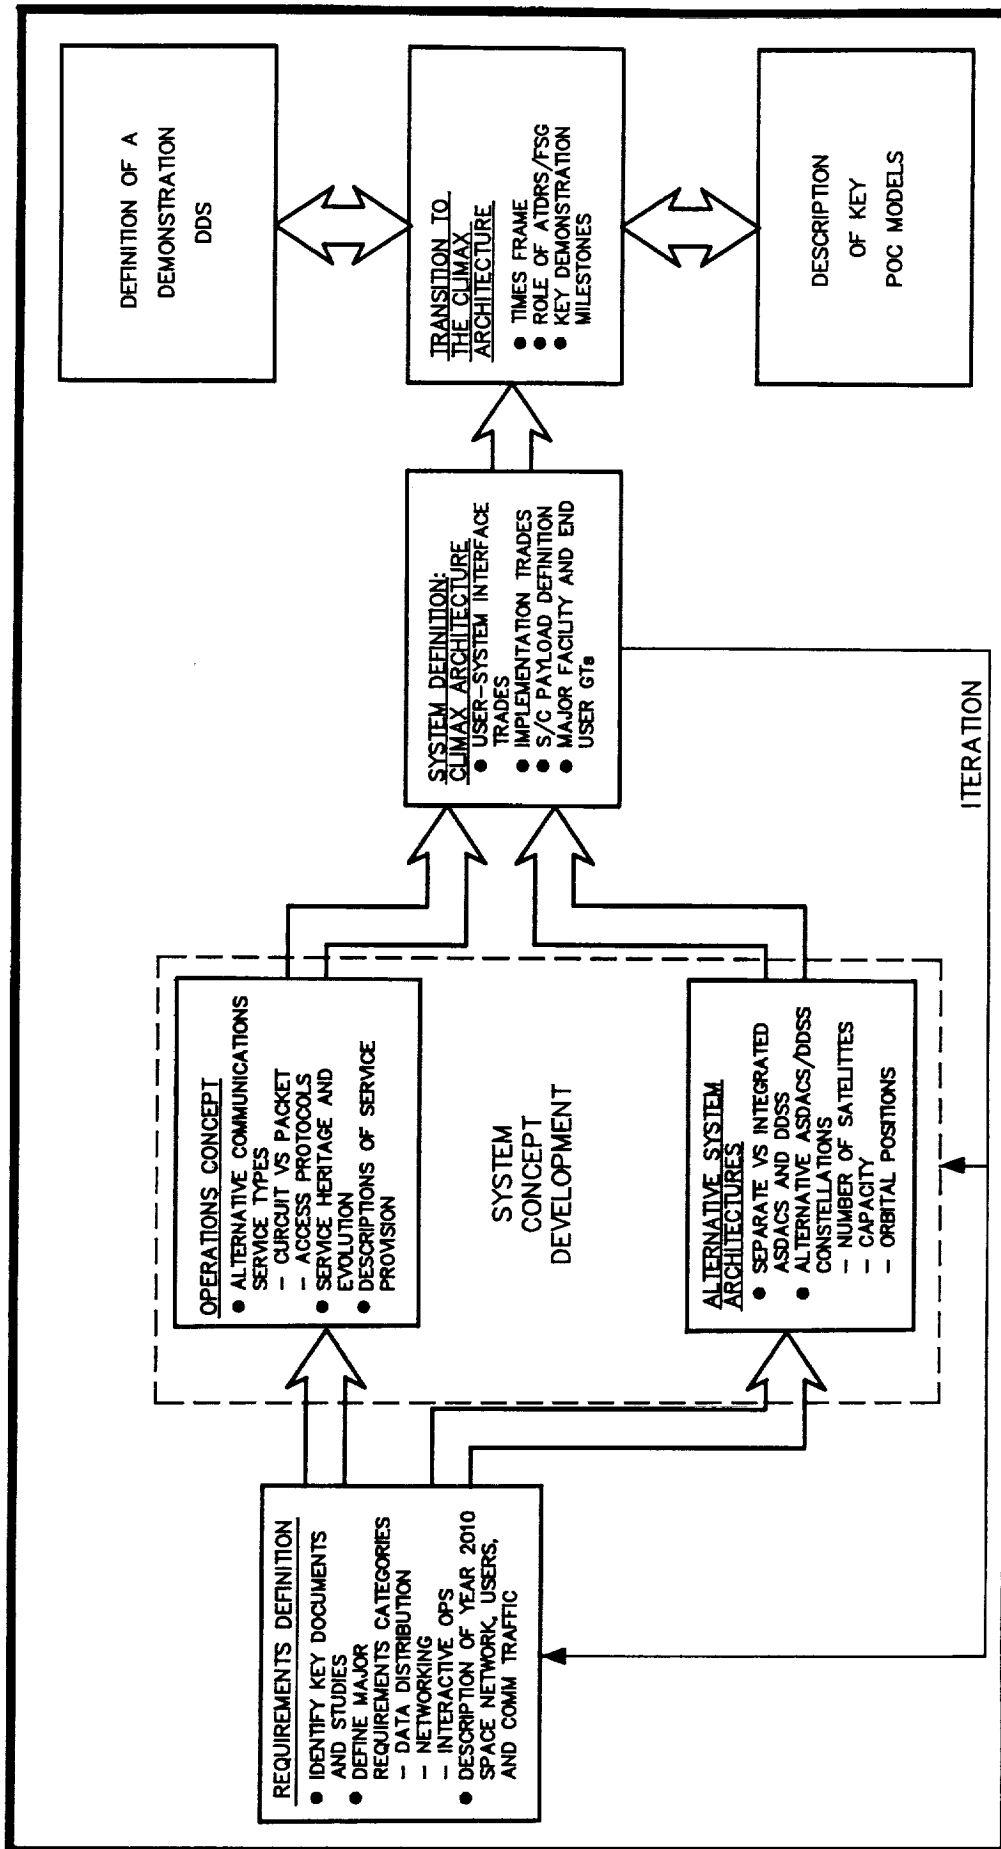 REQUIREMENTS DEFINITION
● IDENTIFY KEY DOCUMENTS
AND STUDIES
● DEFINE MAJOR
REQUIREMENTS CATEGORIES
– DATA DISTRIBUTION
– NETWORKING
– INTERACTIVE OPS
● DESCRIPTION OF YEAR 2010
SPACE NETWORK, USERS,
AND COMM TRAFFIC
OPERATIONS CONCEPT
● ALTERNATIVE COMMUNICATIONS
SERVICE TYPES
– CURCUIT VS PACKET
– ACCESS PROTOCOLS
● SERVICE HERITAGE AND
EVOLUTION
● DESCRIPTIONS OF SERVICE
PROVISION
SYSTEM
CONCEPT
DEVELOPMENT
ALTERNATIVE SYSTEM
ARCHITECTURES
● SEPARATE VS INTEGRATED
ASDACS AND DDSS
● ALTERNATIVE ASDACS/DDSS
CONSTELLATIONS
– NUMBER OF SATELITTES
– CAPACITY
– ORBITAL POSITIONS
SYSTEM DEFINITION:
CLIMAX ARCHITECTURE
● USER-SYSTEM INTERFACE
TRADES
● IMPLEMENTATION TRADES
● S/C PAYLOAD DEFINITION
● MAJOR FACILITY AND END
USER GTs
ITERATION
DEFINITION OF A
DEMONSTRATION
DDS
TRANSITION TO
THE CLIMAX
ARCHITECTURE
● TIMES FRAME
● ROLE OF ATDRS/FSG
● KEY DEMONSTRATION
MILESTONES
DESCRIPTION
OF KEY
POC MODELS